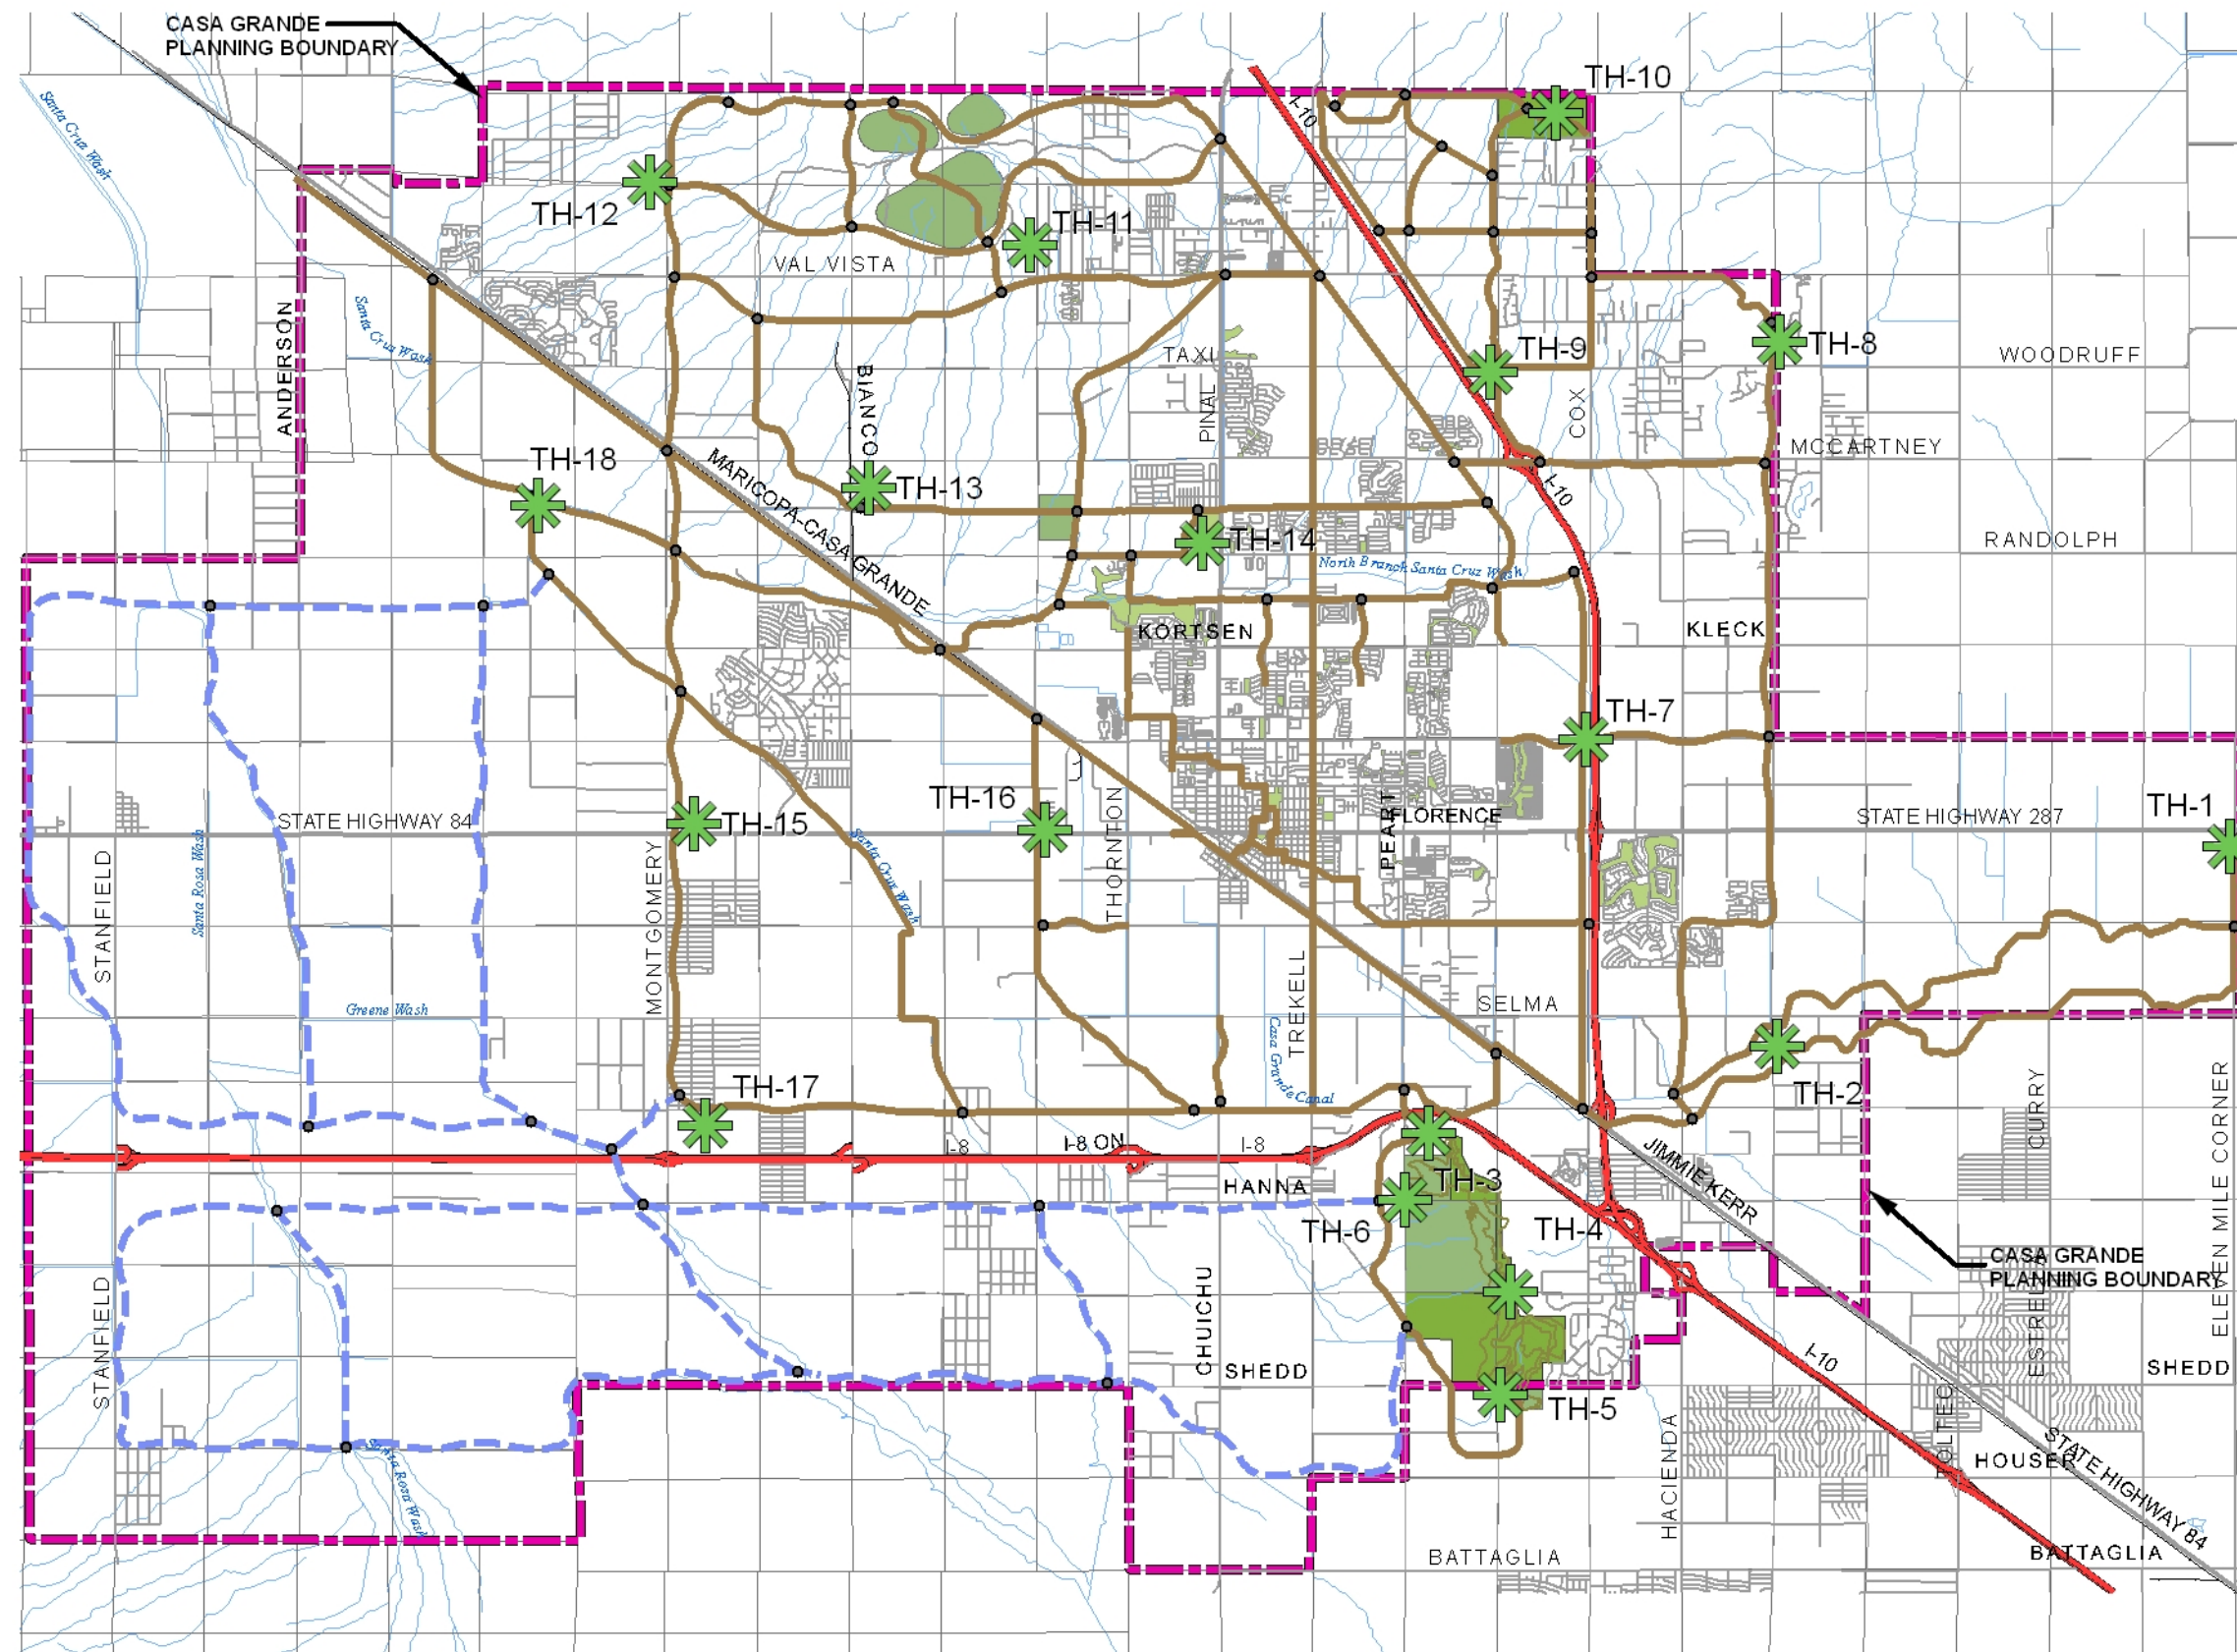 CASA GRANDE
PLANNING BOUNDARY
TH-10
I-10
Santa Cruz Wash
TH-12
TH-11
VAL VISTA
ANDERSON
Santa Cruz Wash
TAXI
TH-9
TH-8
WOODRUFF
BIANCO
PINAL
COX
MCCARTNEY
TH-18
MARICOPA-CASA GRANDE
TH-13
I-10
TH-14
RANDOLPH
North Branch Santa Cruz Wash
KORTSEN
KLECK
TH-7
TH-16
TH-1
STATE HIGHWAY 84
TH-15
THORNTON
PEART
FLORENCE
STATE HIGHWAY 287
Santa Rosa Wash
Santa Cruz Wash
STANFIELD
MONTGOMERY
TREKELL
SELMA
Greene Wash
Casa Grande Canal
TH-17
TH-2
CURRY
ELEVEN MILE CORNER
I-8
I-8 ON
I-8
JIMMIE KERR
HANNA
TH-3
TH-6
TH-4
CASA GRANDE
PLANNING BOUNDARY
STANFIELD
CHUICHU
ESTRELLA
SHEDD
I-10
SHEDD
TH-5
HACIENDA
TOLTEC
HOUSER
STATE HIGHWAY 84
Santa Rosa Wash
BATTAGLIA
BATTAGLIA